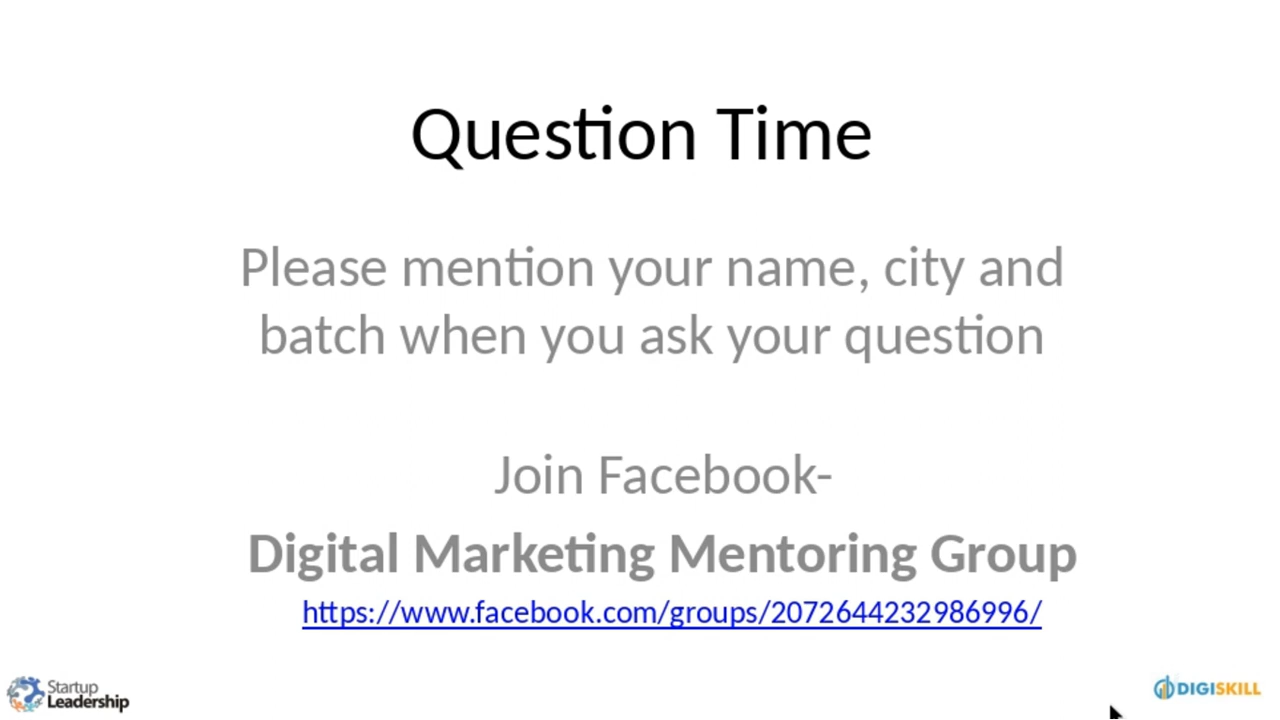 Question Time
Please mention your name, city and
batch when you ask your question
Join Facebook-
Digital Marketing Mentoring Group
https://www.facebook.com/groups/2072644232986996/
Startup
Leadership
DIGISKILL